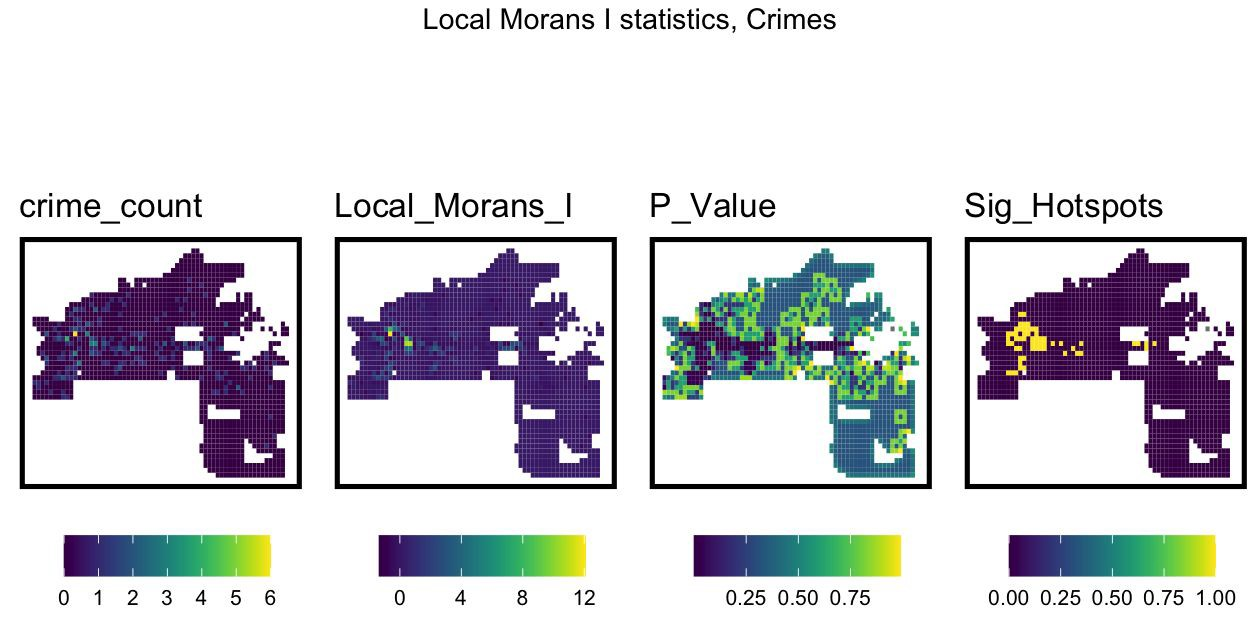 Local Morans I statistics, Crimes
crime_count
Local_Morans_I
P_Value
Sig_Hotspots
0 1 2 3 4 5 6
0 4 8 12
0.25 0.50 0.75
0.00 0.25 0.50 0.75 1.00